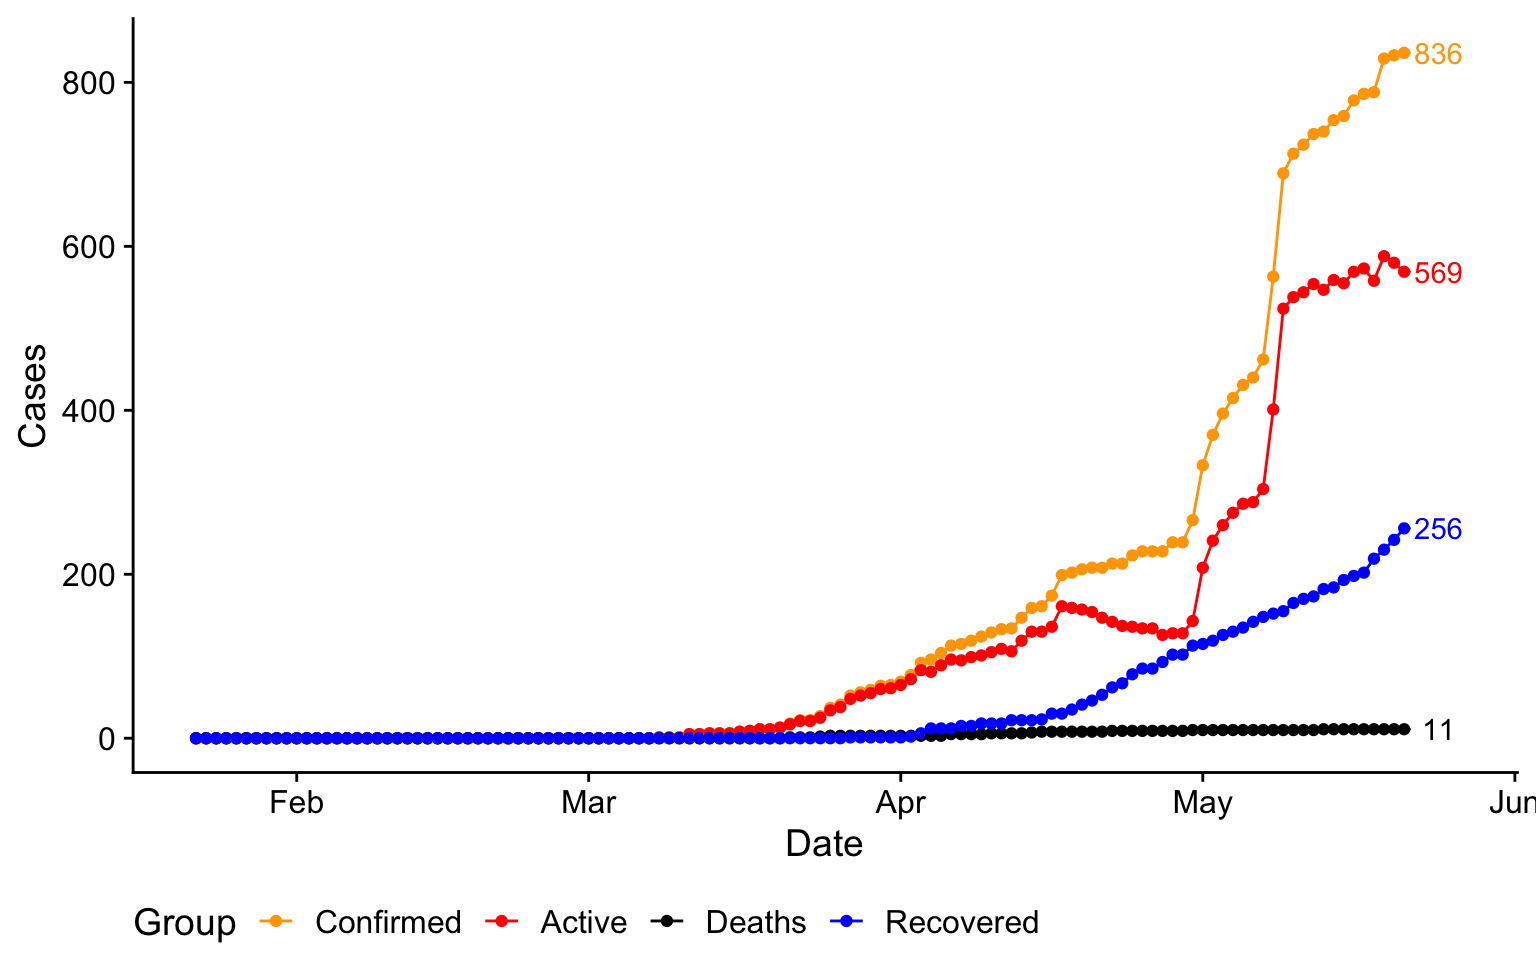 836
800
600
569
Cases
400
256
200
11
0
Feb Mar Apr May Jun
Date
Group Confirmed Active Deaths Recovered